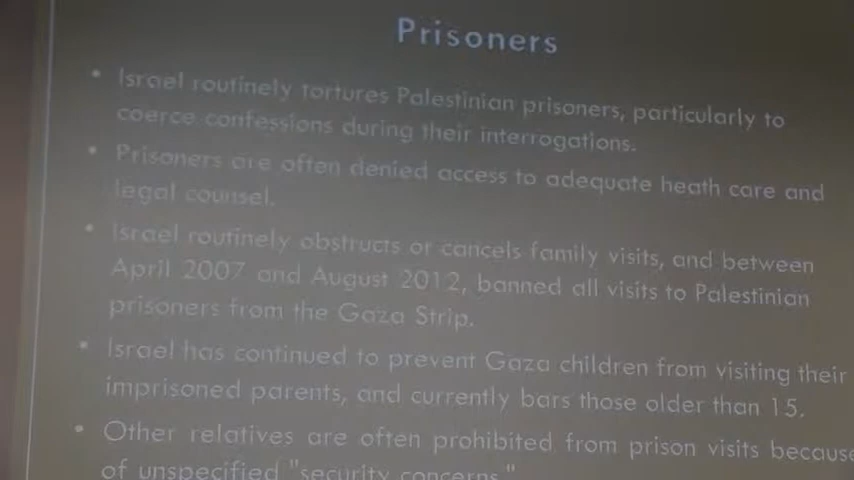 Prisoners
• Israel routinely tortures Palestinian prisoners, particularly to
coerce confessions during their interrogations.
• Prisoners are often denied access to adequate heath care and
legal counsel.
• Israel routinely obstructs or cancels family visits, and between
April 2007 and August 2012, banned all visits to Palestinian
prisoners from the Gaza Strip.
• Israel has continued to prevent Gaza children from visiting their
imprisoned parents, and currently bars those older than 15.
• Other relatives are often prohibited from prison visits because
of unspecified "security concerns."